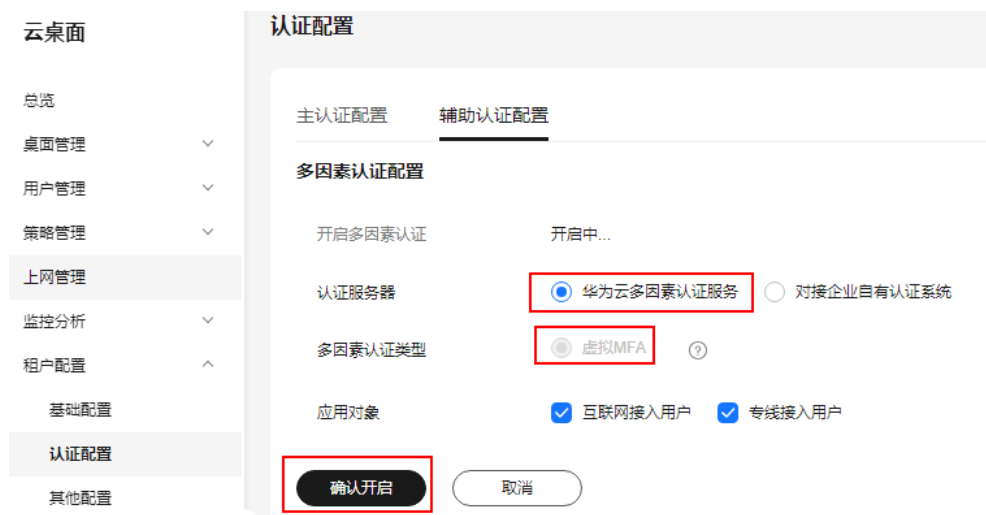 云桌面
总览
桌面管理
用户管理
策略管理
上网管理
监控分析
租户配置
基础配置
认证配置
其他配置
认证配置
主认证配置 辅助认证配置
多因素认证配置
开启多因素认证 开启中...
认证服务器 华为云多因素认证服务 对接企业自有认证系统
多因素认证类型 虚拟MFA ?
应用对象 互联网接入用户 专线接入用户
确认开启 取消